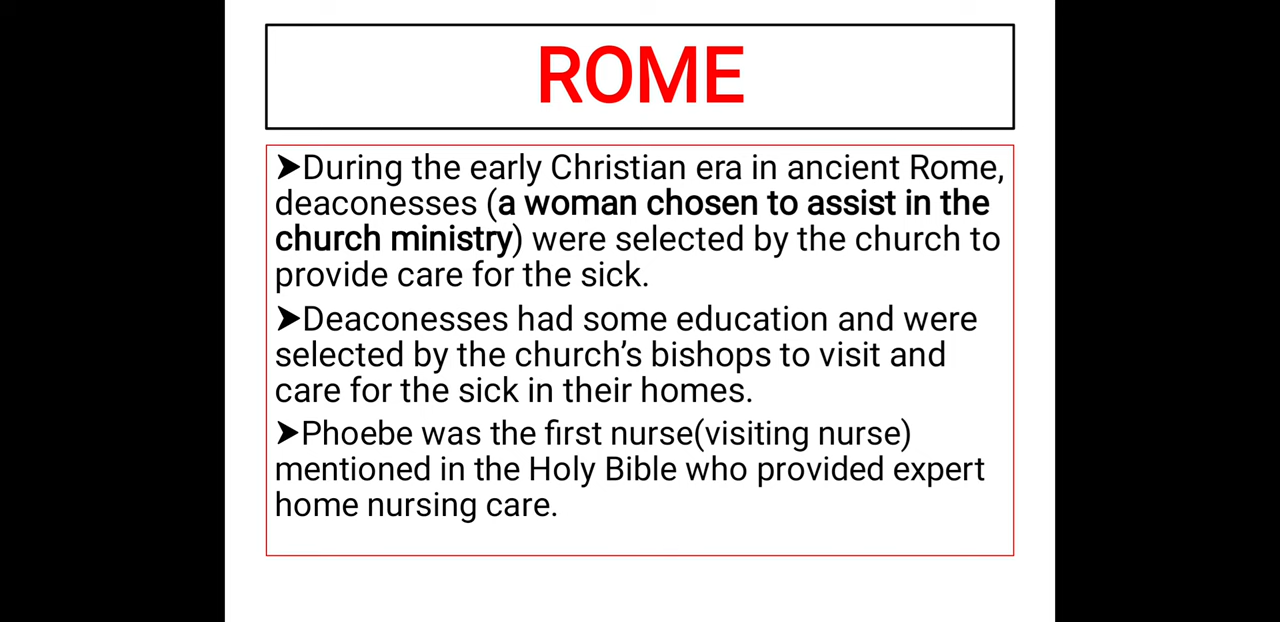 ROME
➤During the early Christian era in ancient Rome,
deaconesses (a woman chosen to assist in the
church ministry) were selected by the church to
provide care for the sick.
➤Deaconesses had some education and were
selected by the church’s bishops to visit and
care for the sick in their homes.
➤Phoebe was the first nurse(visiting nurse)
mentioned in the Holy Bible who provided expert
home nursing care.